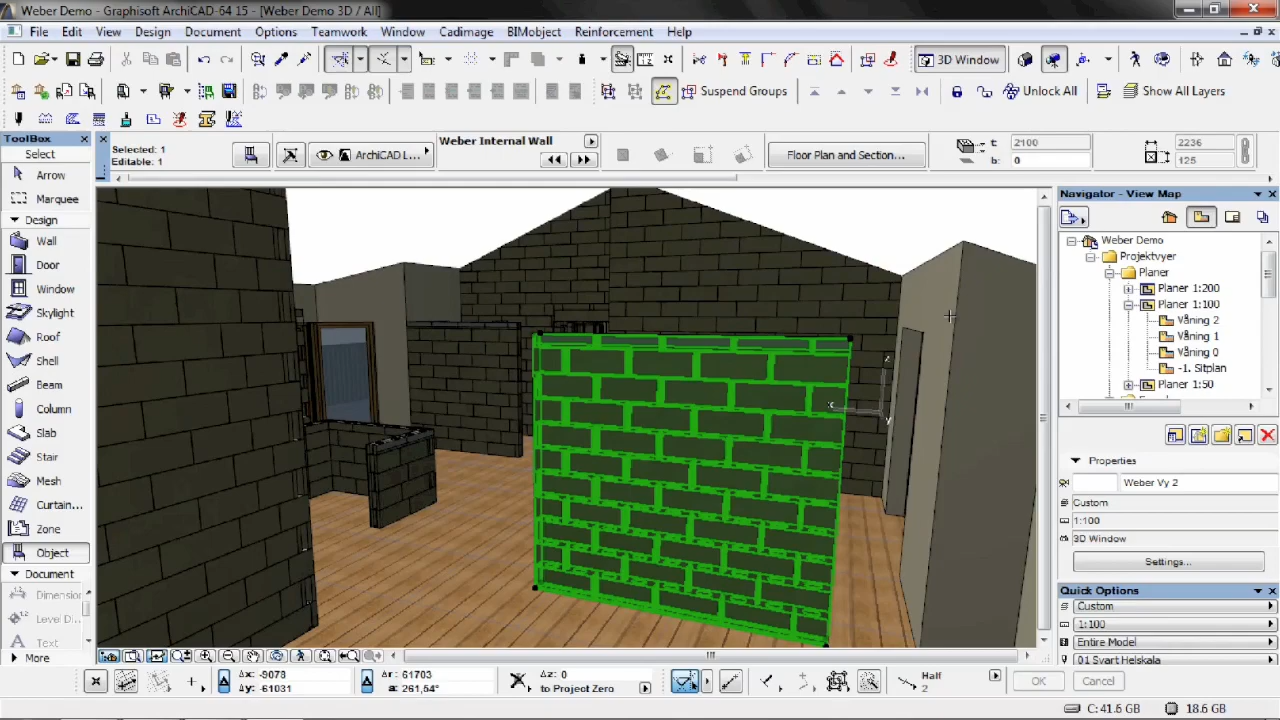 Weber Demo - Graphisoft ArchiCAD-64 15 - [Weber Demo 3D / All]
File Edit View Design Document Options Teamwork Window Cadimage BIMobject Reinforcement Help
3D Window
Suspend Groups
Unlock All
Show All Layers
ToolBox
Select
Arrow
Marquee
Design
Wall
Door
Window
Skylight
Roof
Shell
Beam
Column
Slab
Stair
Mesh
Curtain...
Zone
Object
Document
Dimension
Level Di
Text
More
Selected: 1
Editable: 1
ArchiCAD L...
Weber Internal Wall
Floor Plan and Section...
t: 2100
b: 0
2236
125
Navigator - View Map
Weber Demo
Projektvyer
Planer
Planer 1:200
Planer 1:100
Våning 2
Våning 1
Våning 0
-1. Sitplan
Planer 1:50
Properties
Weber Vy 2
Custom
1:100
3D Window
Settings...
Quick Options
Custom
1:100
Entire Model
01 Svart Helskala
Δx: -9078
Δy: -61031
Δr: 61703
a: 261,54°
Δz: 0
to Project Zero
Half
2
OK
Cancel
C: 41.6 GB
18.6 GB